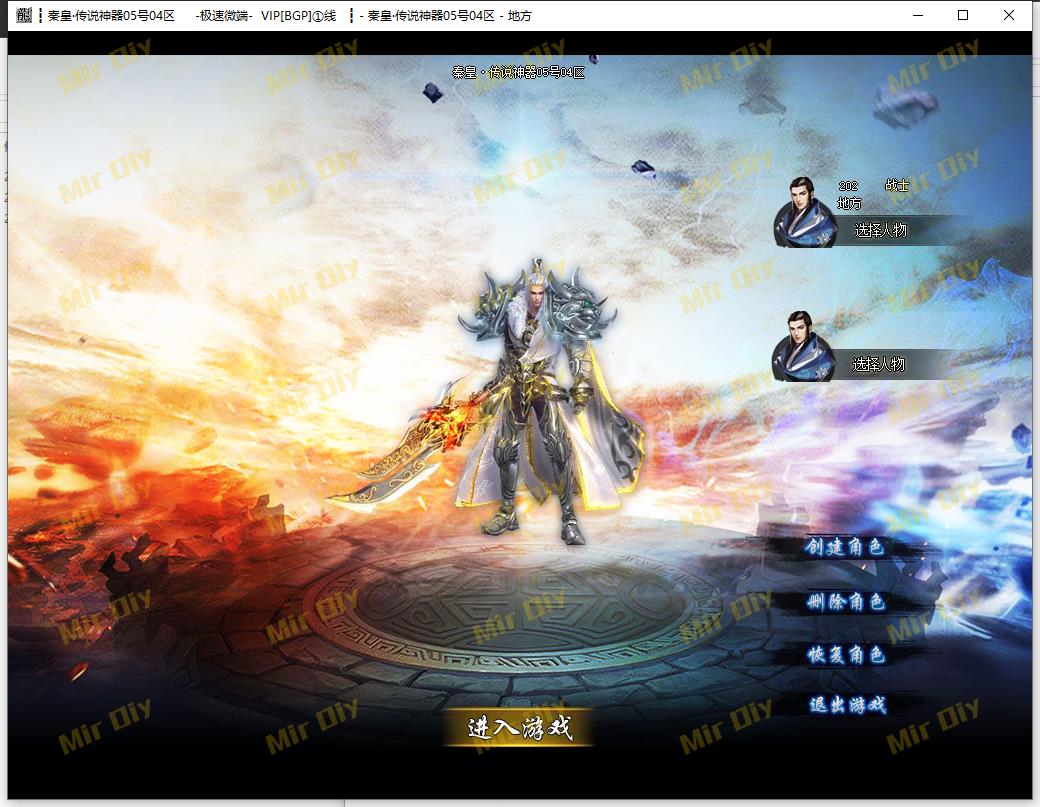 秦皇·传说神器05号04区 -极速微端- VIP[BGP]①线 ┇ - 秦皇·传说神器05号04区 - 地方
秦皇·传说神器05号04区
202 战士
地方
选择人物
选择人物
创建角色
删除角色
恢复角色
退出游戏
进入游戏
Mir Diy